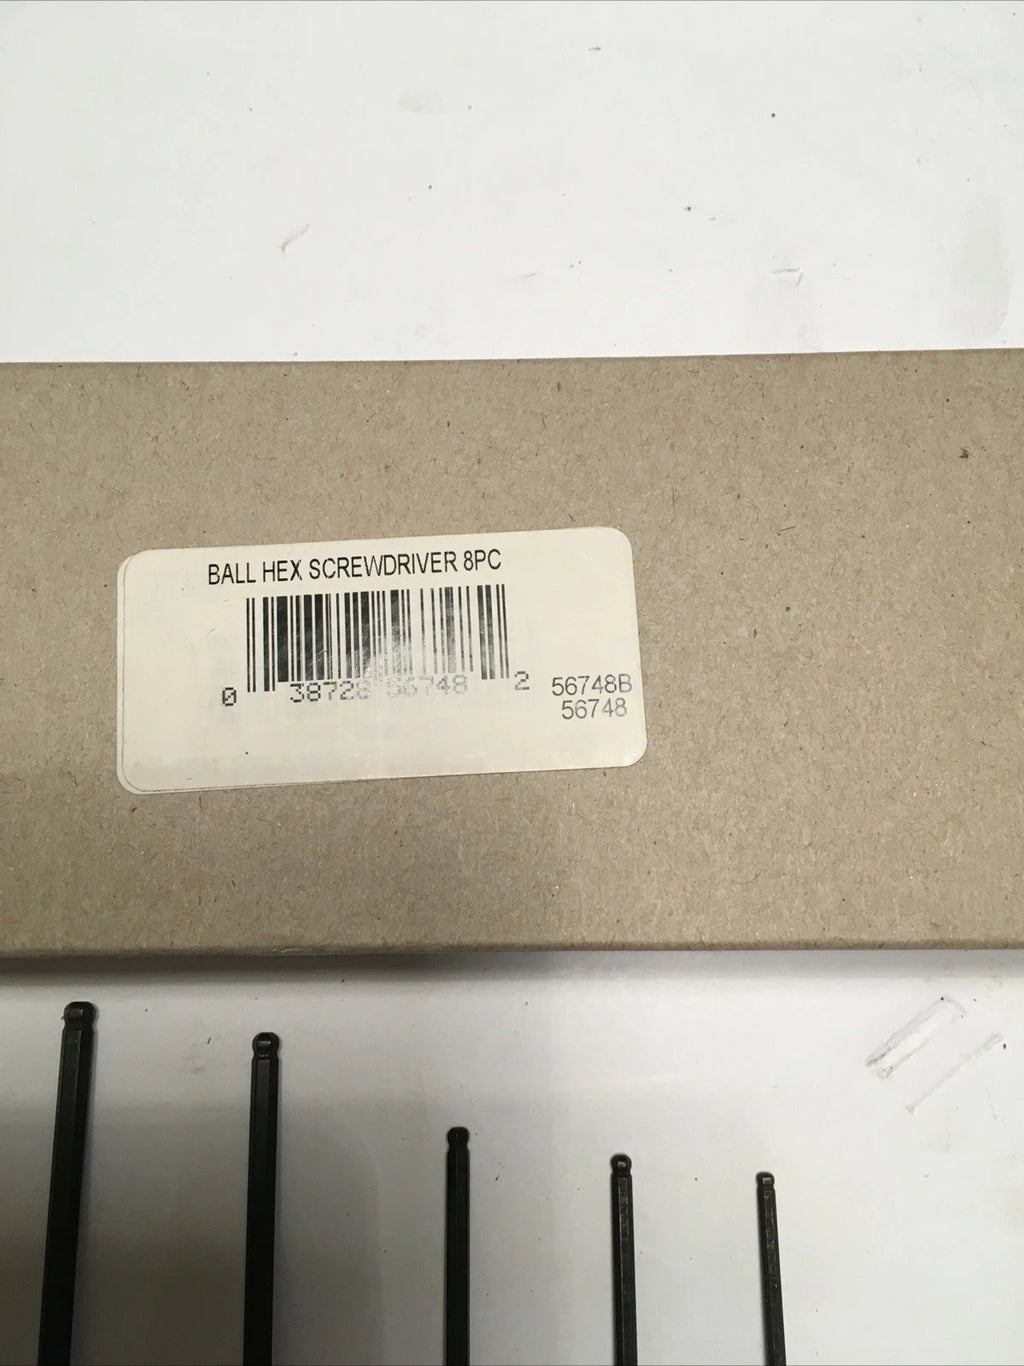 BALL HEX SCREWDRIVER 8PC
0 38728 56748 2
56748B
56748